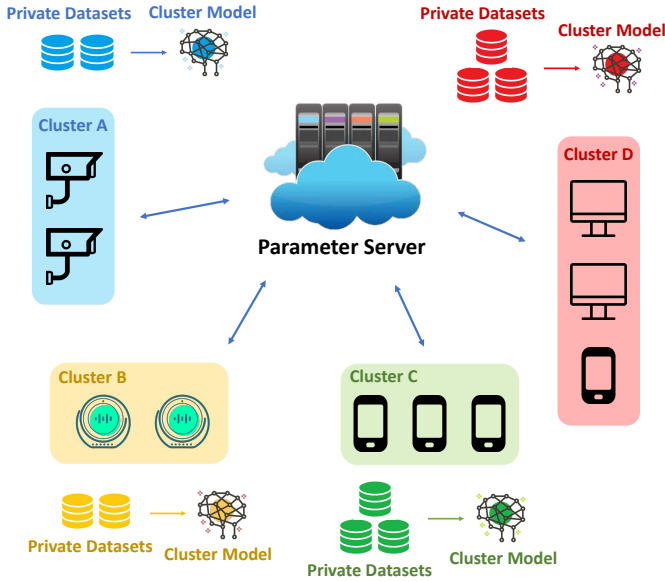 Private Datasets
Cluster Model
Private Datasets
Cluster Model
Cluster A
Cluster D
Parameter Server
Cluster B
Cluster C
Private Datasets
Cluster Model
Private Datasets
Cluster Model